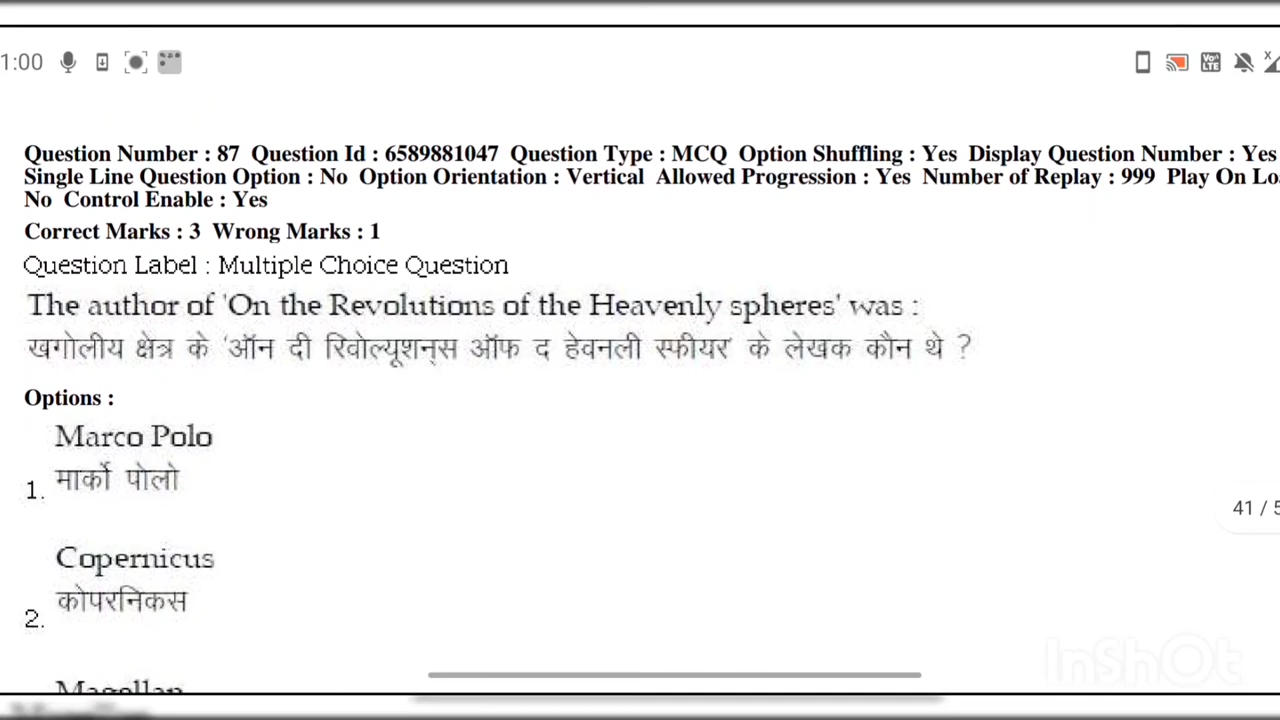 1:00
Question Number : 87 Question Id : 6589881047 Question Type : MCQ Option Shuffling : Yes Display Question Number : Yes
Single Line Question Option : No Option Orientation : Vertical Allowed Progression : Yes Number of Replay : 999 Play On
No Control Enable : Yes
Correct Marks : 3 Wrong Marks : 1
Question Label : Multiple Choice Question
The author of 'On the Revolutions of the Heavenly spheres' was :
खगोलीय क्षेत्र के 'ऑन दी रिवोल्यूशन्स ऑफ द हेवनली स्फीयर' के लेखक कौन थे ?
Options :
Marco Polo
मार्को पोलो
1.
41 / 5
Copernicus
कोपरनिकस
2.
Magellan
InShOt